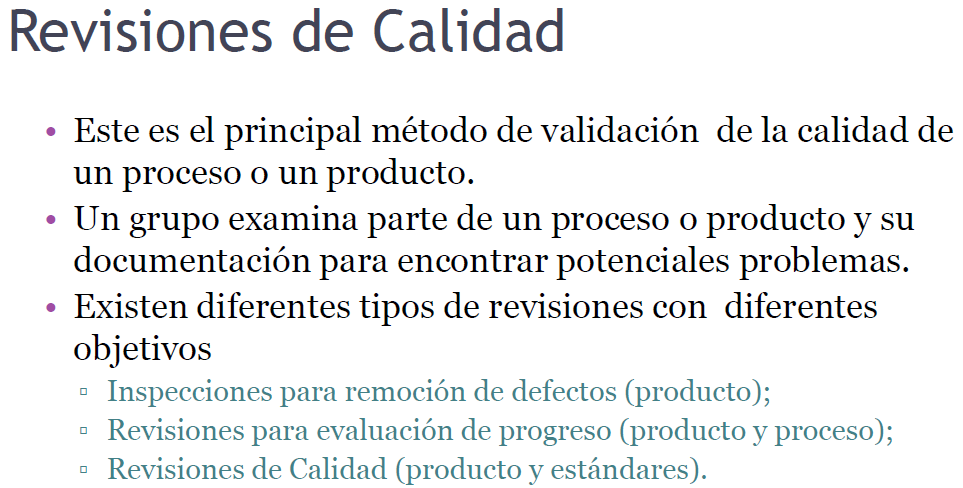 Revisiones de Calidad
• Este es el principal método de validación de la calidad de
un proceso o un producto.
• Un grupo examina parte de un proceso o producto y su
documentación para encontrar potenciales problemas.
• Existen diferentes tipos de revisiones con diferentes
objetivos
▫ Inspecciones para remoción de defectos (producto);
▫ Revisiones para evaluación de progreso (producto y proceso);
▫ Revisiones de Calidad (producto y estándares).